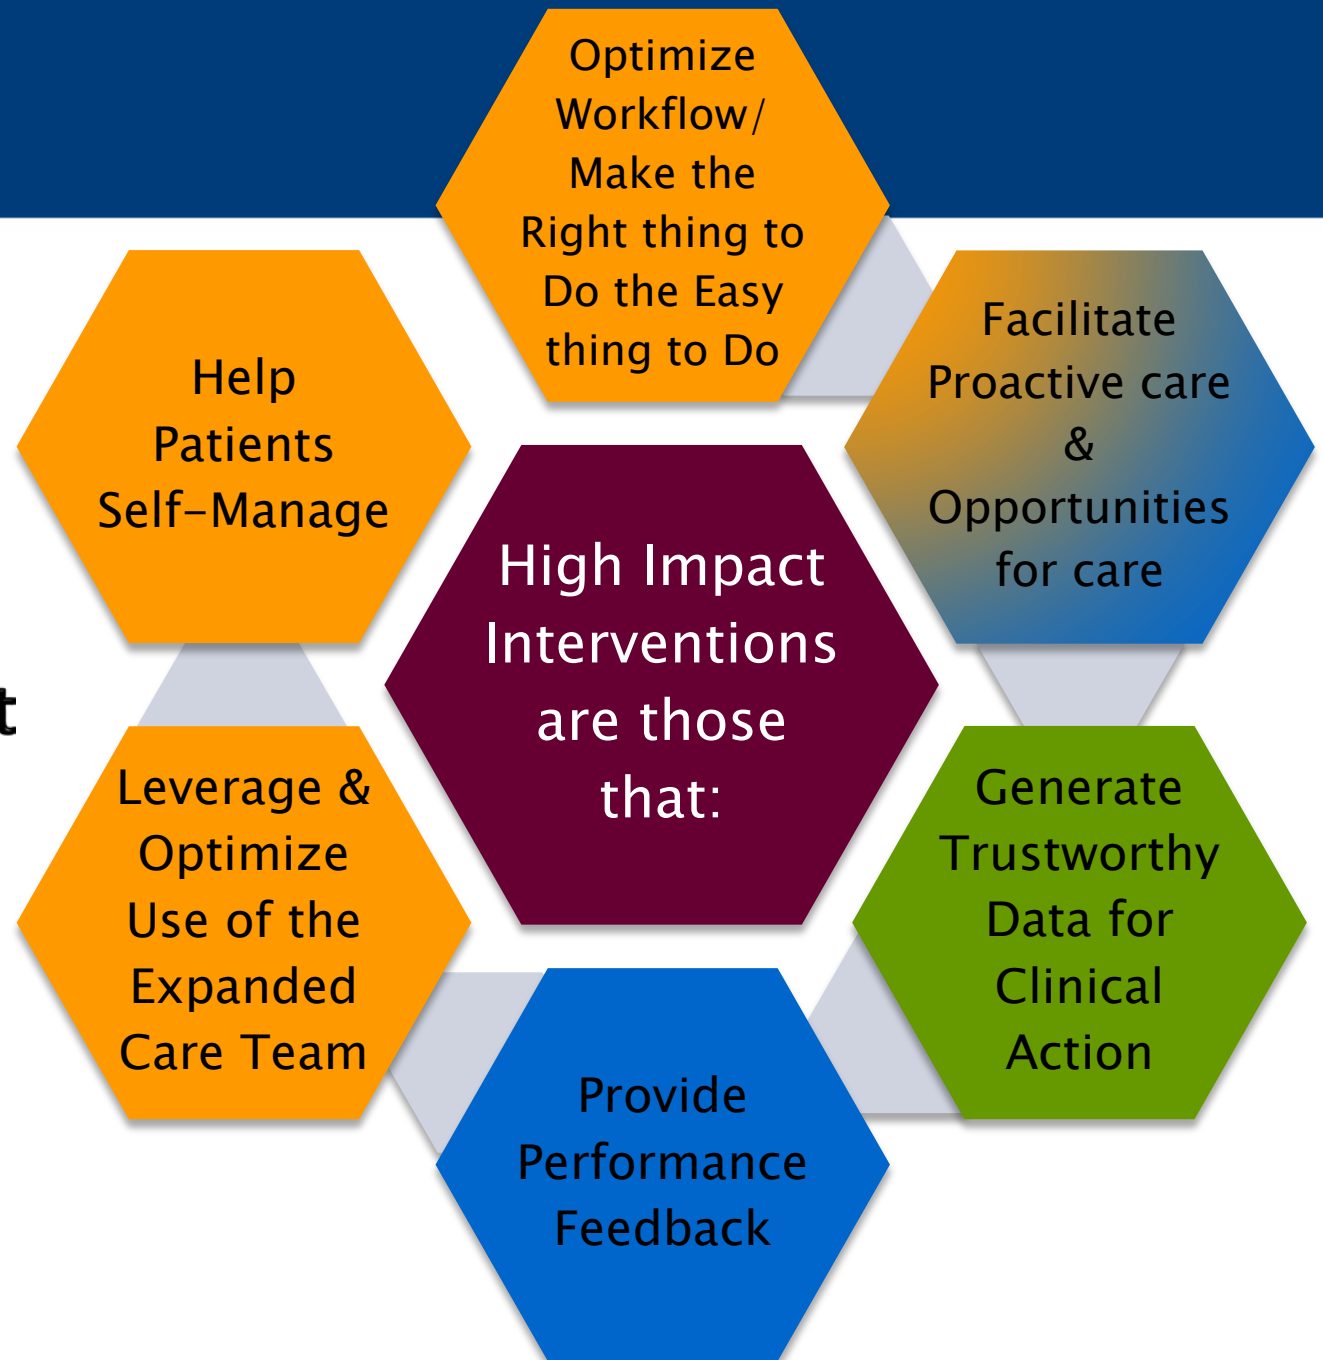 Optimize
Workflow/
Make the
Right thing to
Do the Easy
thing to Do
Facilitate
Proactive care
&
Opportunities
for care
Help
Patients
Self-Manage
High Impact
Interventions
are those
that:
Leverage &
Optimize
Use of the
Expanded
Care Team
Generate
Trustworthy
Data for
Clinical
Action
Provide
Performance
Feedback